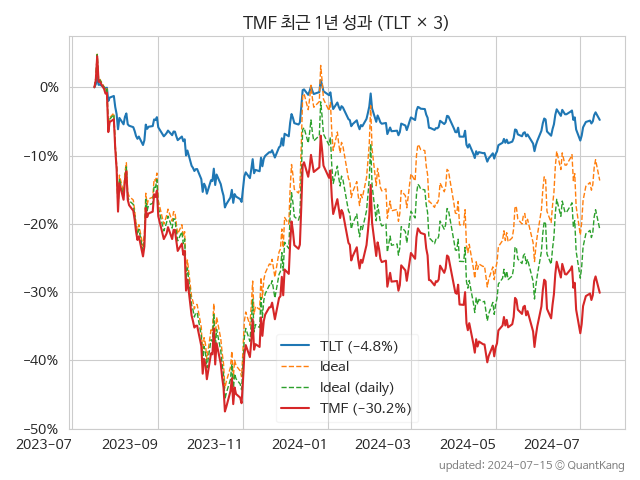 TMF 최근 1년 성과 (TLT × 3)
0%
−10%
−20%
−30%
−40%
−50%
TLT (−4.8%)
Ideal
Ideal (daily)
TMF (−30.2%)
2023-07
2023-09
2023-11
2024-01
2024-03
2024-05
2024-07
updated: 2024-07-15 ⓒ QuantKang